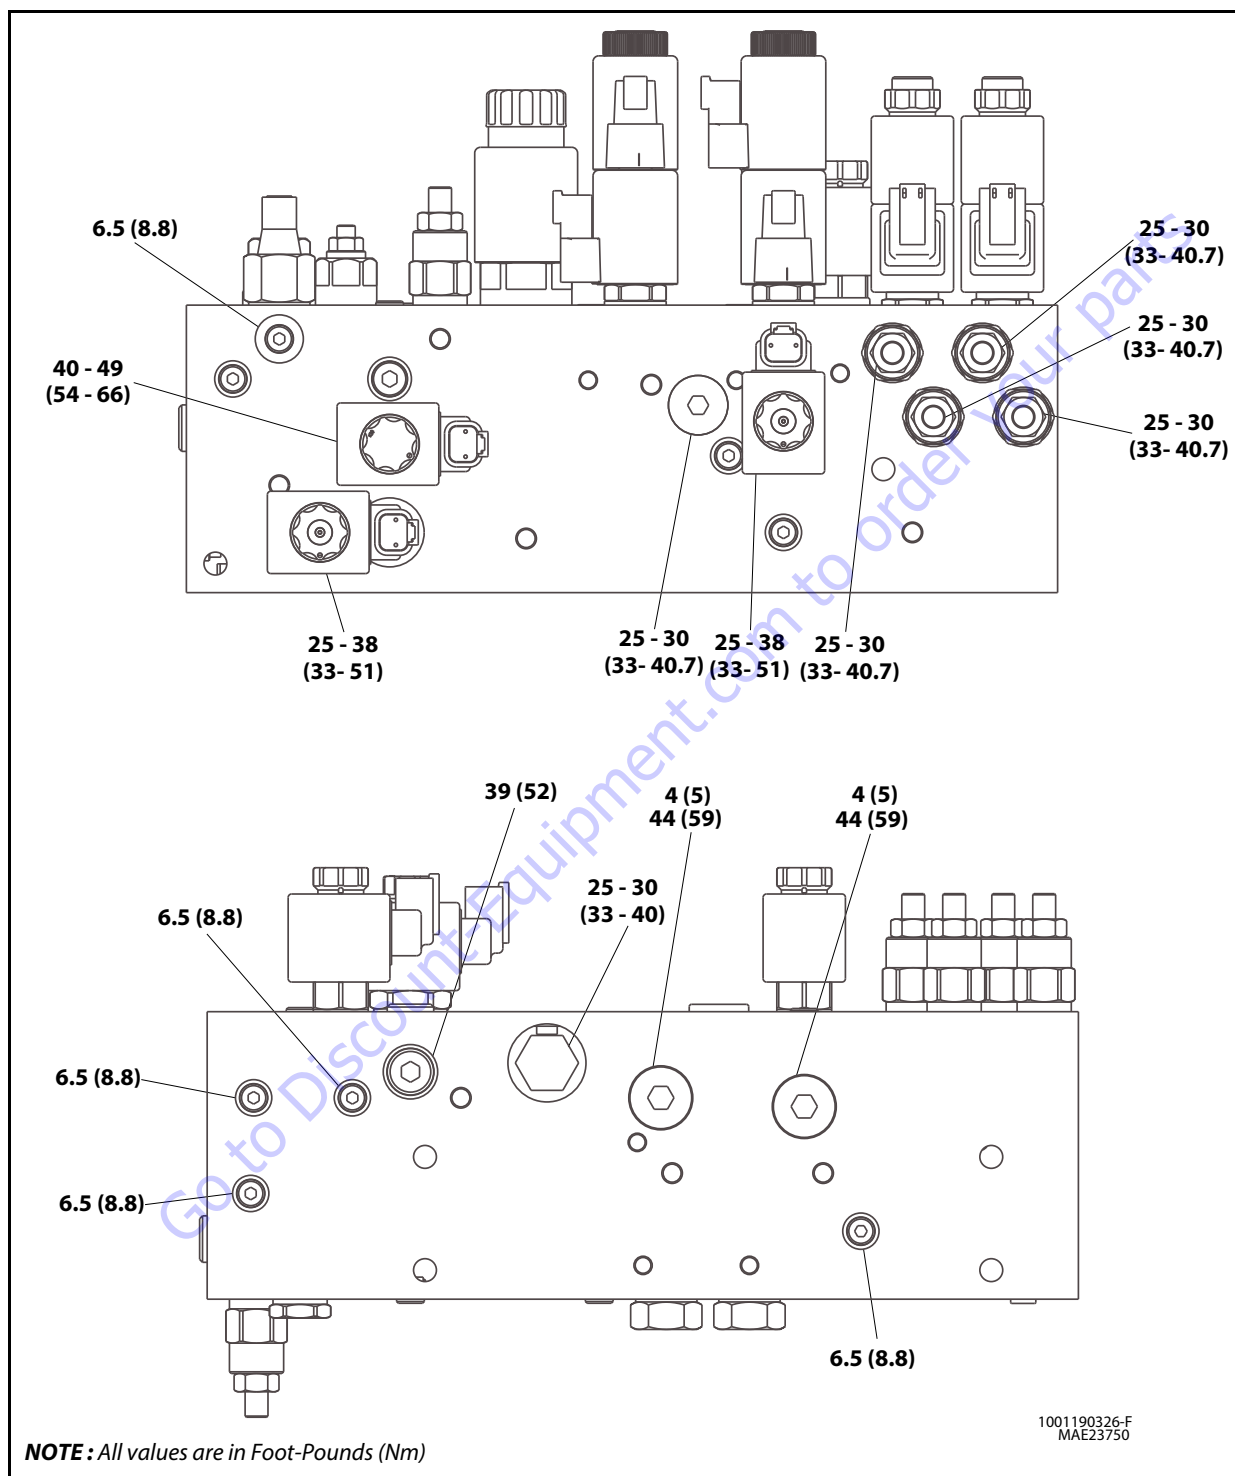 6.5 (8.8)
40 - 49
(54 - 66)
25 - 30
(33- 40.7)
25 - 30
(33- 40.7)
25 - 30
(33- 40.7)
25 - 38
(33- 51)
25 - 30
(33- 40.7)
25 - 38
(33- 51)
25 - 30
(33- 40.7)
39 (52)
4 (5)
44 (59)
4 (5)
44 (59)
25 - 30
(33 - 40)
6.5 (8.8)
6.5 (8.8)
6.5 (8.8)
6.5 (8.8)
1001190326-F
MAE23750
NOTE : All values are in Foot-Pounds (Nm)
Go to Discount-Equipment.com to order your parts